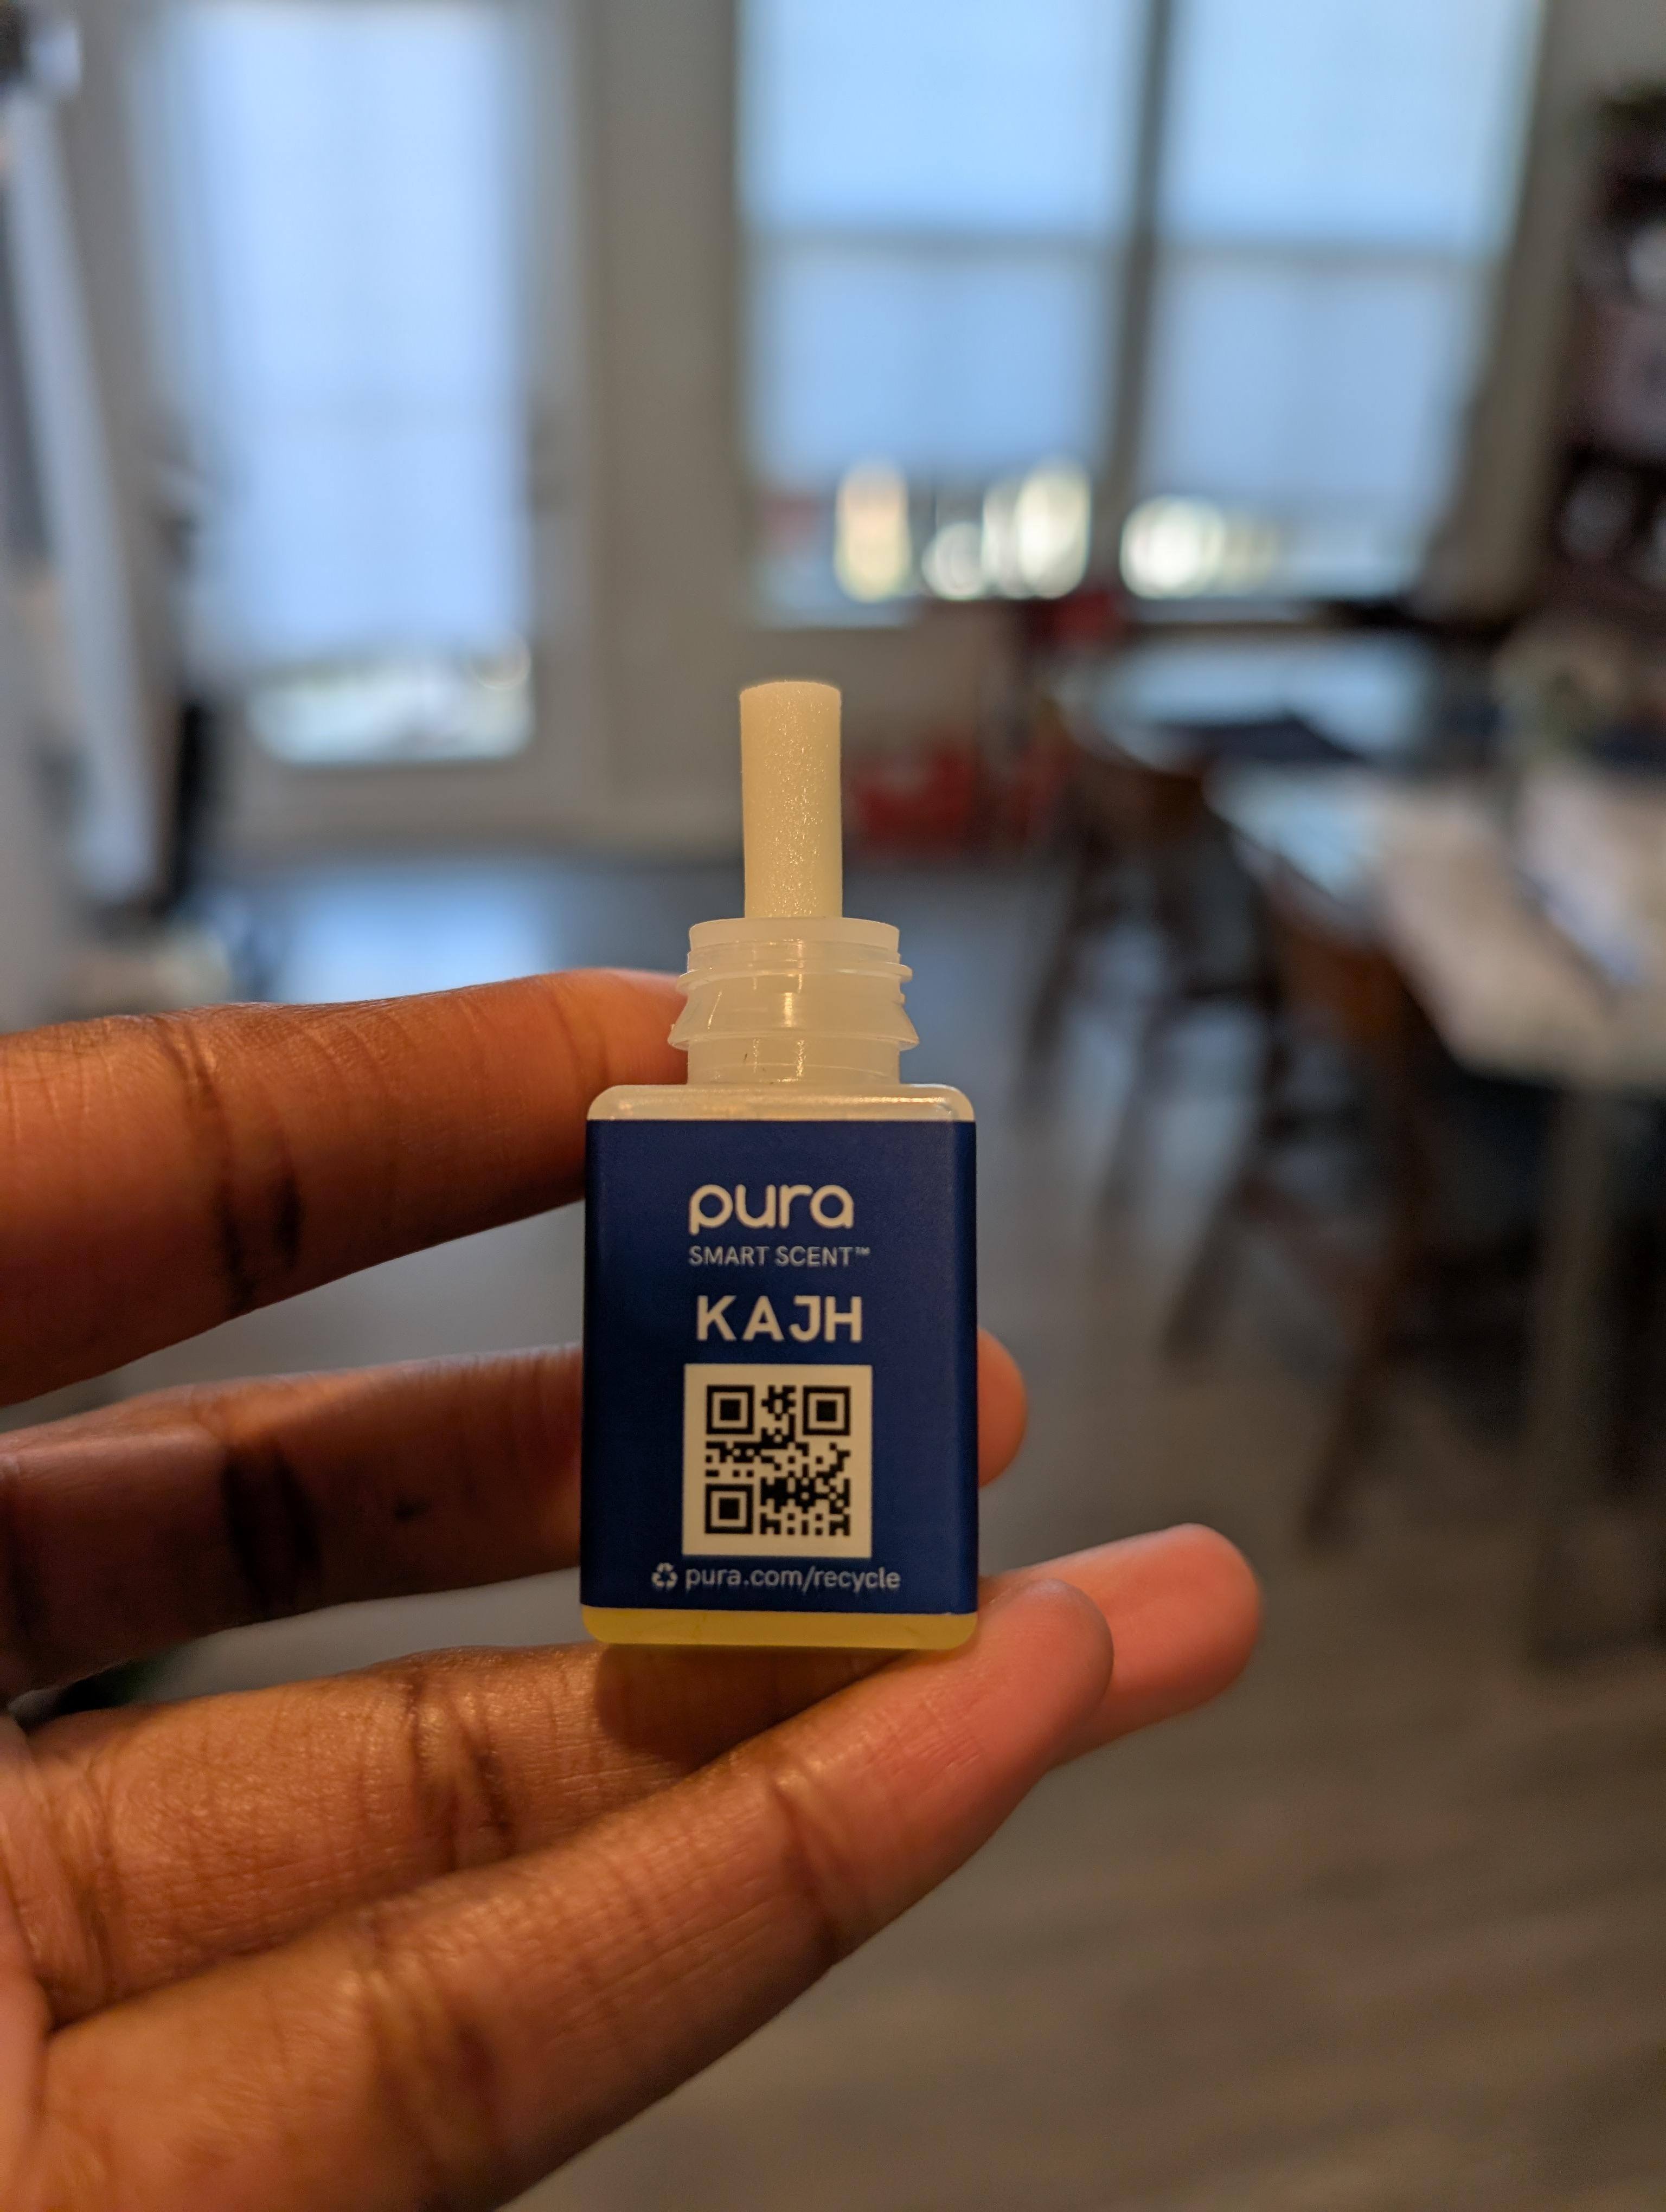 pura
SMART SCENT™
KAJH
pura.com/recycle